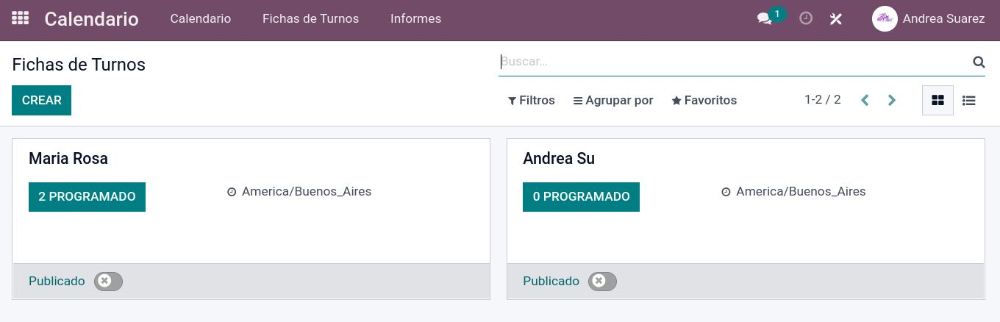 Calendario Calendario Fichas de Turnos Informes 1 Andrea Suarez
Fichas de Turnos Buscar...
CREAR Filtros Agrupar por Favoritos 1-2 / 2
Maria Rosa
2 PROGRAMADO America/Buenos_Aires
Publicado
Andrea Su
0 PROGRAMADO America/Buenos_Aires
Publicado